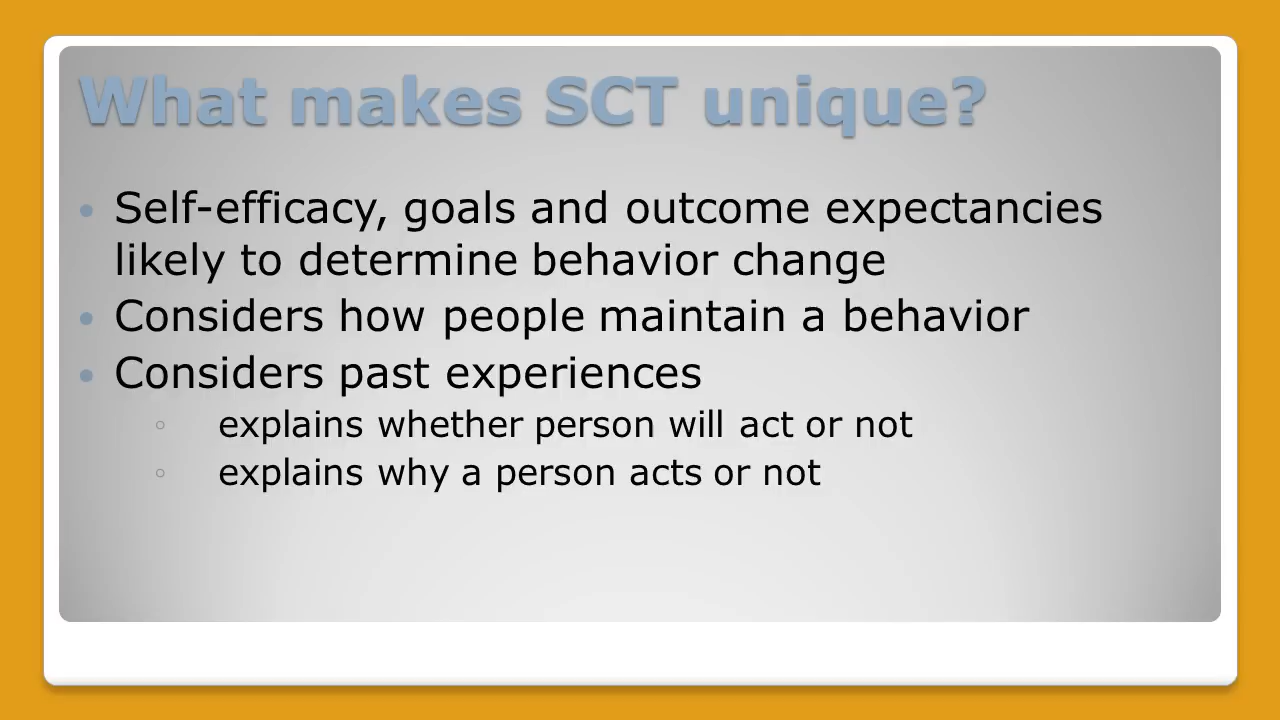 What makes SCT unique?
• Self-efficacy, goals and outcome expectancies
likely to determine behavior change
• Considers how people maintain a behavior
• Considers past experiences
◦ explains whether person will act or not
◦ explains why a person acts or not